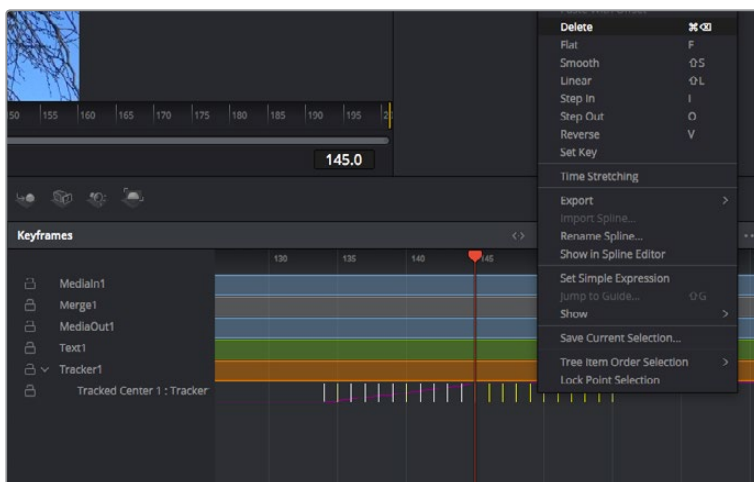 Delete ⌘⌫
Flat F
Smooth ⇧S
Linear ⇧L
Step In I
Step Out O
Reverse V
Set Key
Time Stretching
Export >
Import Spline...
Rename Spline...
Show in Spline Editor
Set Simple Expression
Jump to Guide... ⇧G
Show >
Save Current Selection...
Tree Item Order Selection >
Lock Point Selection
155 160 165 170 175 180 185 190 195
145.0
Keyframes
130 135 140 145
MediaIn1
Merge1
MediaOut1
Text1
Tracker1
Tracked Center 1 : Tracker